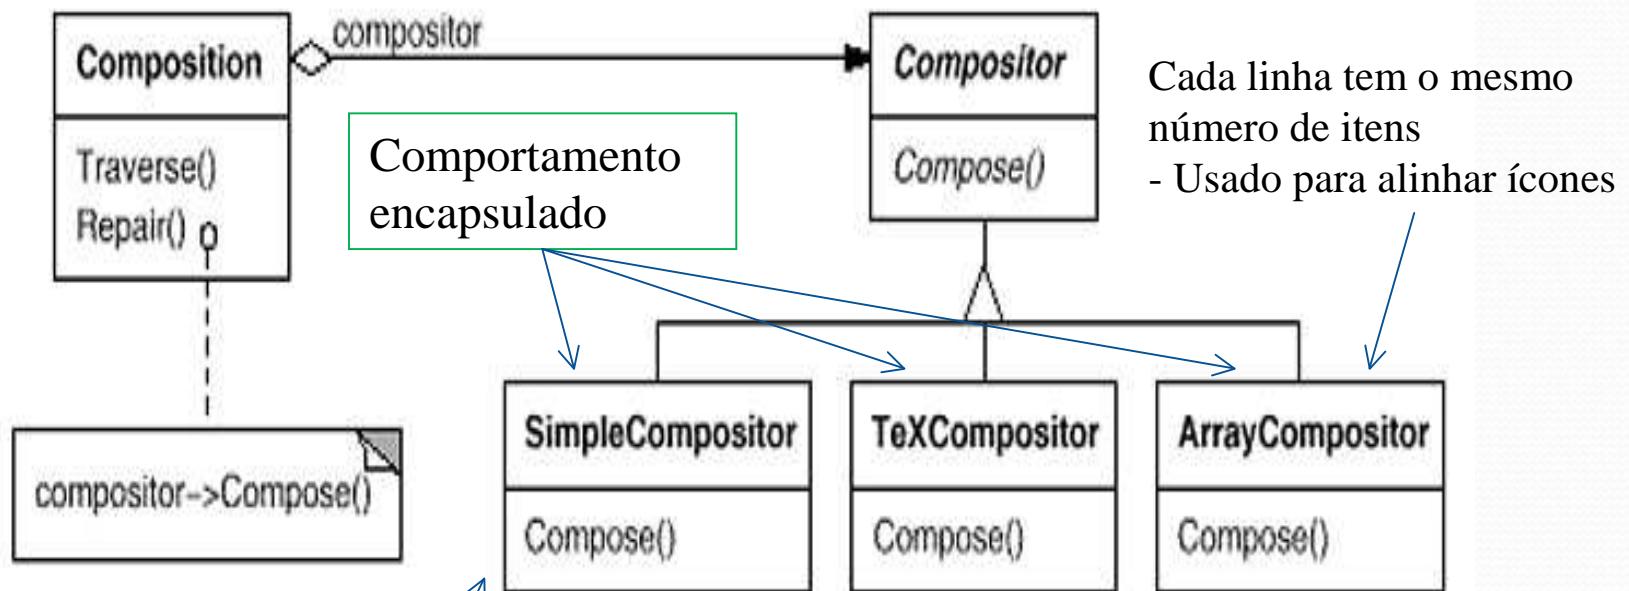 compositor
Composition
Traverse()
Repair()
Compositor
Compose()
Cada linha tem o mesmo
número de itens
- Usado para alinhar ícones
Comportamento
encapsulado
compositor->Compose()
SimpleCompositor
Compose()
TeXCompositor
Compose()
ArrayCompositor
Compose()